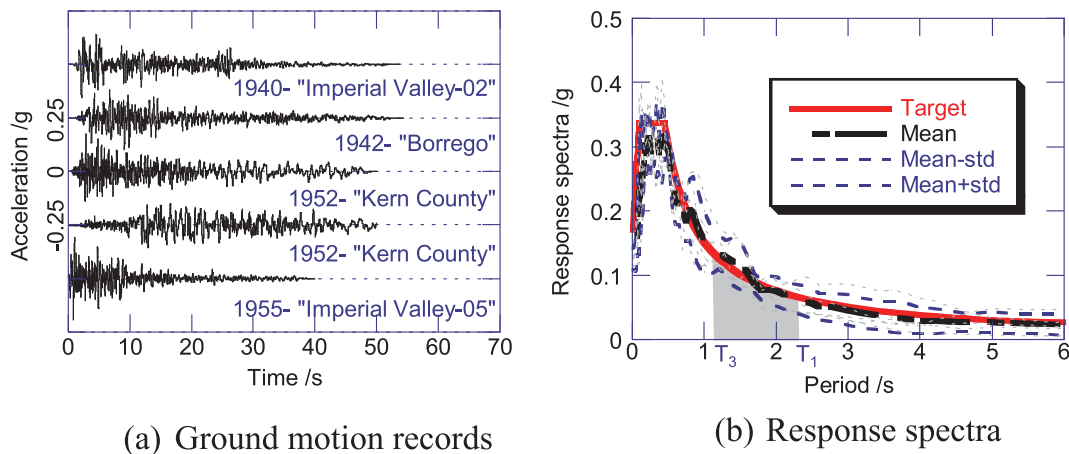 Acceleration /g
0.25
0
-0.25
1940- "Imperial Valley-02"
1942- "Borrego"
1952- "Kern County"
1952- "Kern County"
1955- "Imperial Valley-05"
0 10 20 30 40 50 60 70
Time /s
(a) Ground motion records
Response spectra /g
0.5
0.4
0.3
0.2
0.1
0
Target
Mean
Mean-std
Mean+std
0 1 2 3 4 5 6
T3 T1
Period /s
(b) Response spectra